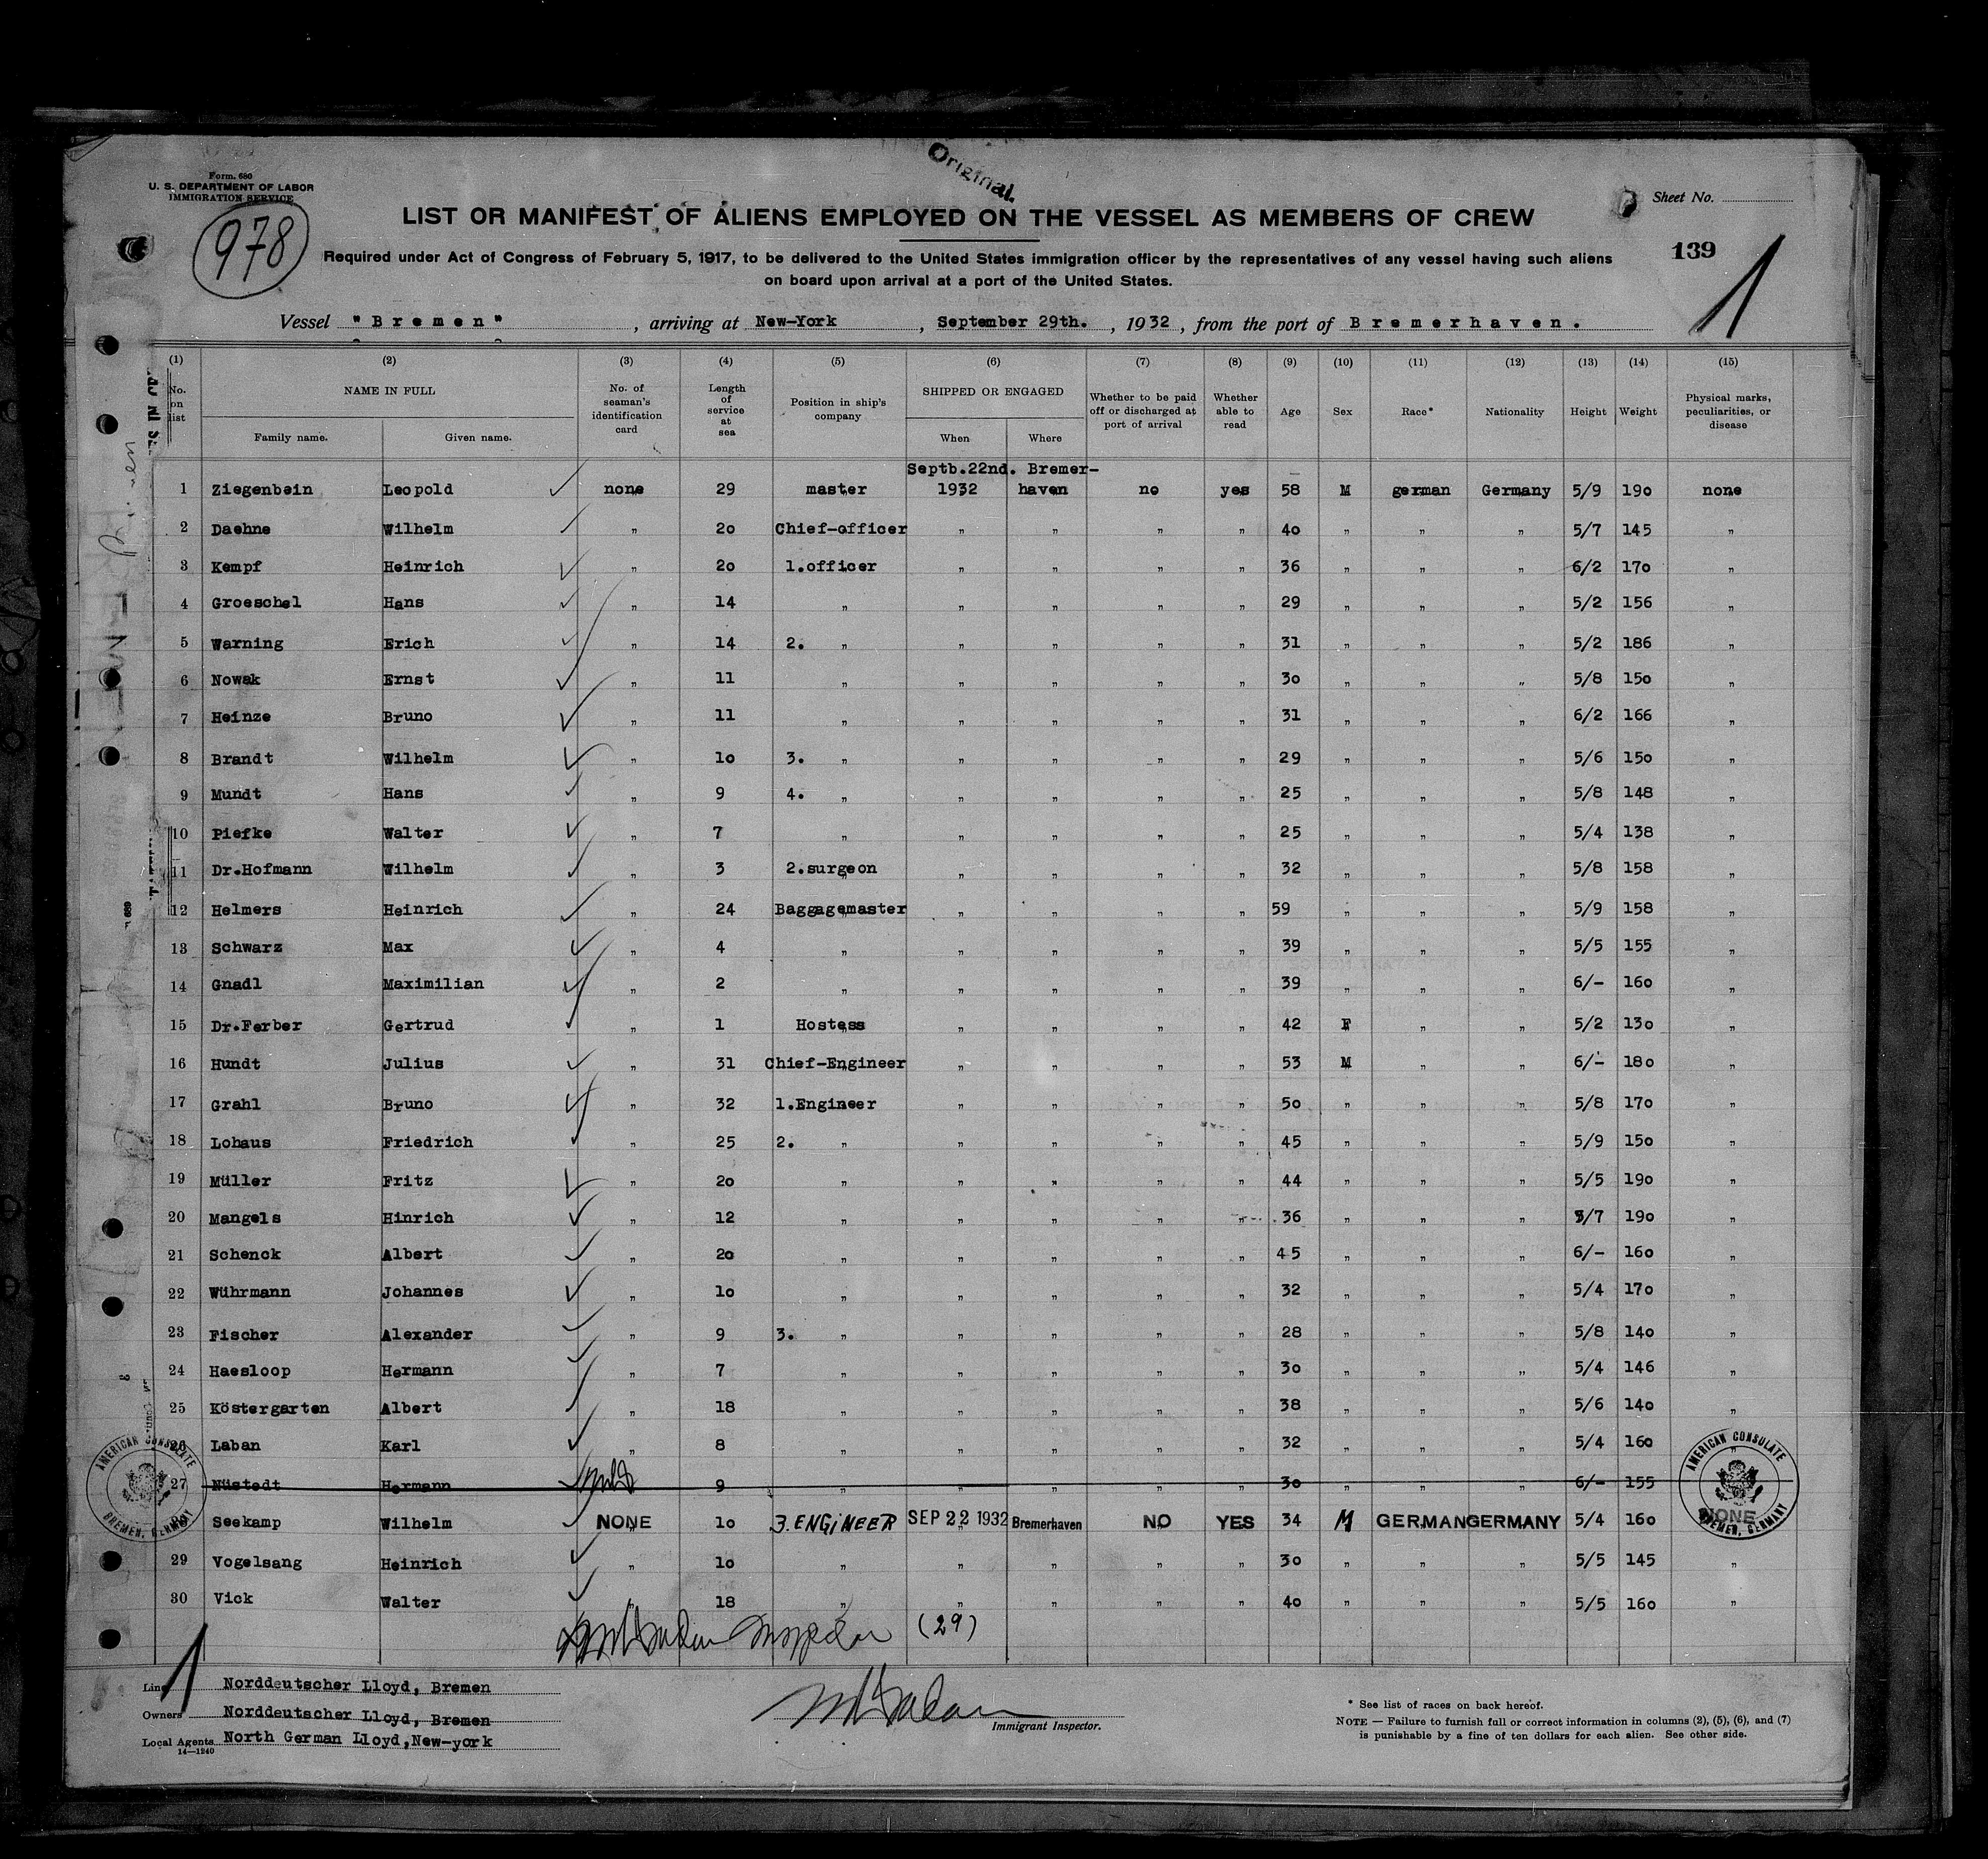 Original.
Form. 680
U. S. DEPARTMENT OF LABOR
IMMIGRATION SERVICE
978
Sheet No.
LIST OR MANIFEST OF ALIENS EMPLOYED ON THE VESSEL AS MEMBERS OF CREW
139
Required under Act of Congress of February 5, 1917, to be delivered to the United States immigration officer by the representatives of any vessel having such aliens
on board upon arrival at a port of the United States.
1
Vessel "Bremen", arriving at New-York, September 29th., 1932, from the port of Bremerhaven.
(1) (2) (3) (4) (5) (6) (7) (8) (9) (10) (11) (12) (13) (14) (15)
No. on list NAME IN FULL Family name. Given name. No. of seaman's identification card Length of service at sea Position in ship's company SHIPPED OR ENGAGED When Where Whether to be paid off or discharged at port of arrival Whether able to read Age Sex Race* Nationality Height Weight Physical marks, peculiarities, or disease
Septb.22nd. Bremer-
1 Ziegenbein Leopold none 29 master 1932 haven no yes 58 M german Germany 5/9 190 none
2 Daehne Wilhelm " 20 Chief-officer " " " " 40 " " " 5/7 145 "
3 Kempf Heinrich " 20 1.officer " " " " 36 " " " 6/2 170 "
4 Groeschel Hans " 14 " " " " " 29 " " " 5/2 156 "
5 Warning Erich " 14 2. " " " " " 31 " " " 5/2 186 "
6 Nowak Ernst " 11 " " " " " 30 " " " 5/8 150 "
7 Heinze Bruno " 11 " " " " " 31 " " " 6/2 166 "
8 Brandt Wilhelm " 10 3. " " " " " 29 " " " 5/6 150 "
9 Mundt Hans " 9 4. " " " " " 25 " " " 5/8 148 "
10 Piefke Walter " 7 " " " " " 25 " " " 5/4 138 "
11 Dr.Hofmann Wilhelm " 3 2.surgeon " " " " 32 " " " 5/8 158 "
12 Helmers Heinrich " 24 Baggagemaster " " " " 59 " " " 5/9 158 "
13 Schwarz Max " 4 " " " " " 39 " " " 5/5 155 "
14 Gnadl Maximilian " 2 " " " " " 39 " " " 6/- 160 "
15 Dr.Ferber Gertrud " 1 Hostess " " " " 42 F " " 5/2 130 "
16 Hundt Julius " 31 Chief-Engineer " " " " 53 M " " 6/- 180 "
17 Grahl Bruno " 32 1.Engineer " " " " 50 " " " 5/8 170 "
18 Lohaus Friedrich " 25 2. " " " " " 45 " " " 5/9 150 "
19 Müller Fritz " 20 " " " " " 44 " " " 5/5 190 "
20 Mangels Hinrich " 12 " " " " " 36 " " " 5/7 190 "
21 Schenck Albert " 20 " " " " " 45 " " " 6/- 160 "
22 Wührmann Johannes " 10 " " " " " 32 " " " 5/4 170 "
23 Fischer Alexander " 9 3. " " " " " 28 " " " 5/8 140 "
24 Haesloop Hermann " 7 " " " " " 30 " " " 5/4 146 "
25 Köstergarten Albert " 18 " " " " " 38 " " " 5/6 140 "
26 Laban Karl " 8 " " " " " 32 " " " 5/4 160 "
27 Nüstedt Hermann 9 " " " " " 30 " " " 6/- 155
Seekamp Wilhelm NONE 10 3.ENGINEER SEP 22 1932 Bremerhaven NO YES 34 M GERMAN GERMANY 5/4 160 NONE
29 Vogelsang Heinrich " 10 " " " " " 30 " " " 5/5 145 "
30 Vick Walter " 18 " " " " " 40 " " " 5/5 160 "
AMERICAN CONSULATE
BREMEN, GERMANY
AMERICAN CONSULATE
BREMEN, GERMANY
Inspector (29)
Line Norddeutscher Lloyd, Bremen
Owners Norddeutscher Lloyd, Bremen
Local Agents North German Lloyd,New-york
14—1240
Immigrant Inspector.
* See list of races on back hereof.
NOTE — Failure to furnish full or correct information in columns (2), (5), (6), and (7)
is punishable by a fine of ten dollars for each alien. See other side.